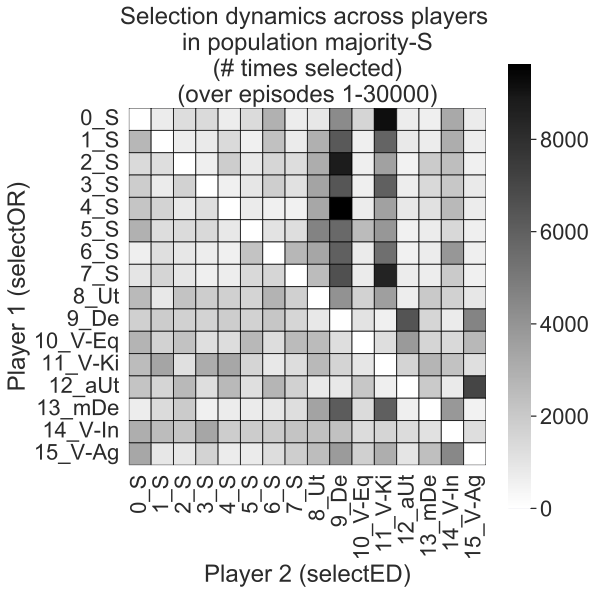 Selection dynamics across players
in population majority-S
(# times selected)
(over episodes 1-30000)
Player 1 (selectOR)
0_S
1_S
2_S
3_S
4_S
5_S
6_S
7_S
8_Ut
9_De
10_V-Eq
11_V-Ki
12_aUt
13_mDe
14_V-In
15_V-Ag
0_S
1_S
2_S
3_S
4_S
5_S
6_S
7_S
8_Ut
9_De
10_V-Eq
11_V-Ki
12_aUt
13_mDe
14_V-In
15_V-Ag
Player 2 (selectED)
8000
6000
4000
2000
0